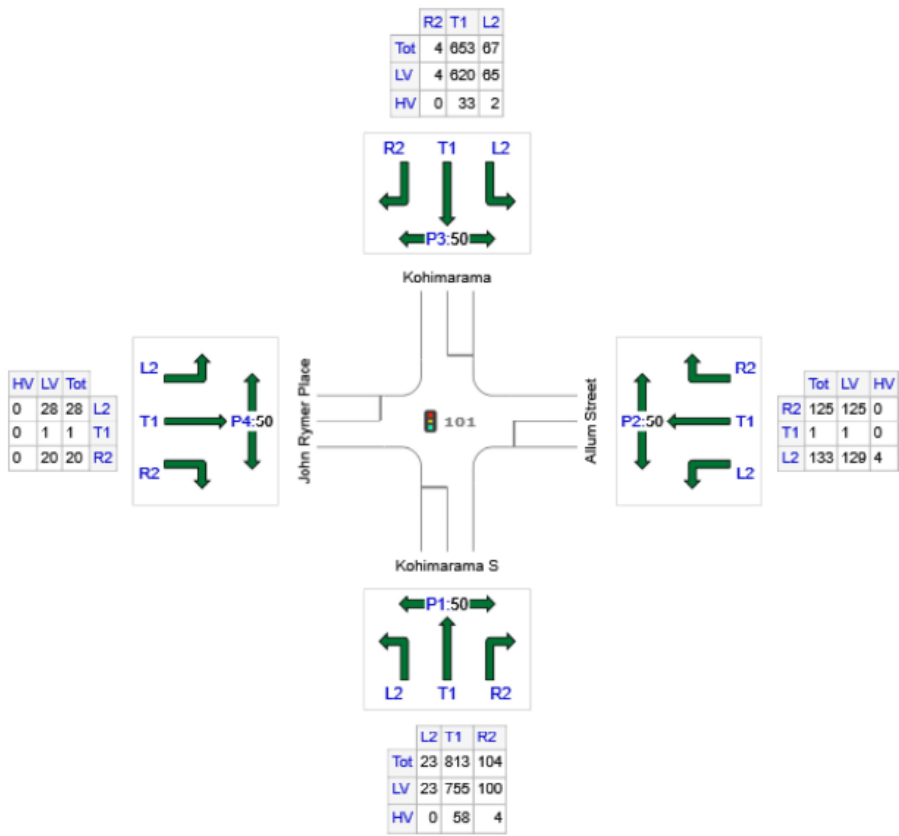 R2 T1 L2
Tot 4 653 67
LV 4 620 65
HV 0 33 2
R2 T1 L2
P3:50
Kohimarama
HV LV Tot
0 28 28 L2
0 1 1 T1
0 20 20 R2
L2
T1
R2
P4:50
John Rymer Place
101
Allum Street
P2:50
R2
T1
L2
Tot LV HV
R2 125 125 0
T1 1 1 0
L2 133 129 4
Kohimarama S
P1:50
L2 T1 R2
L2 T1 R2
Tot 23 813 104
LV 23 755 100
HV 0 58 4